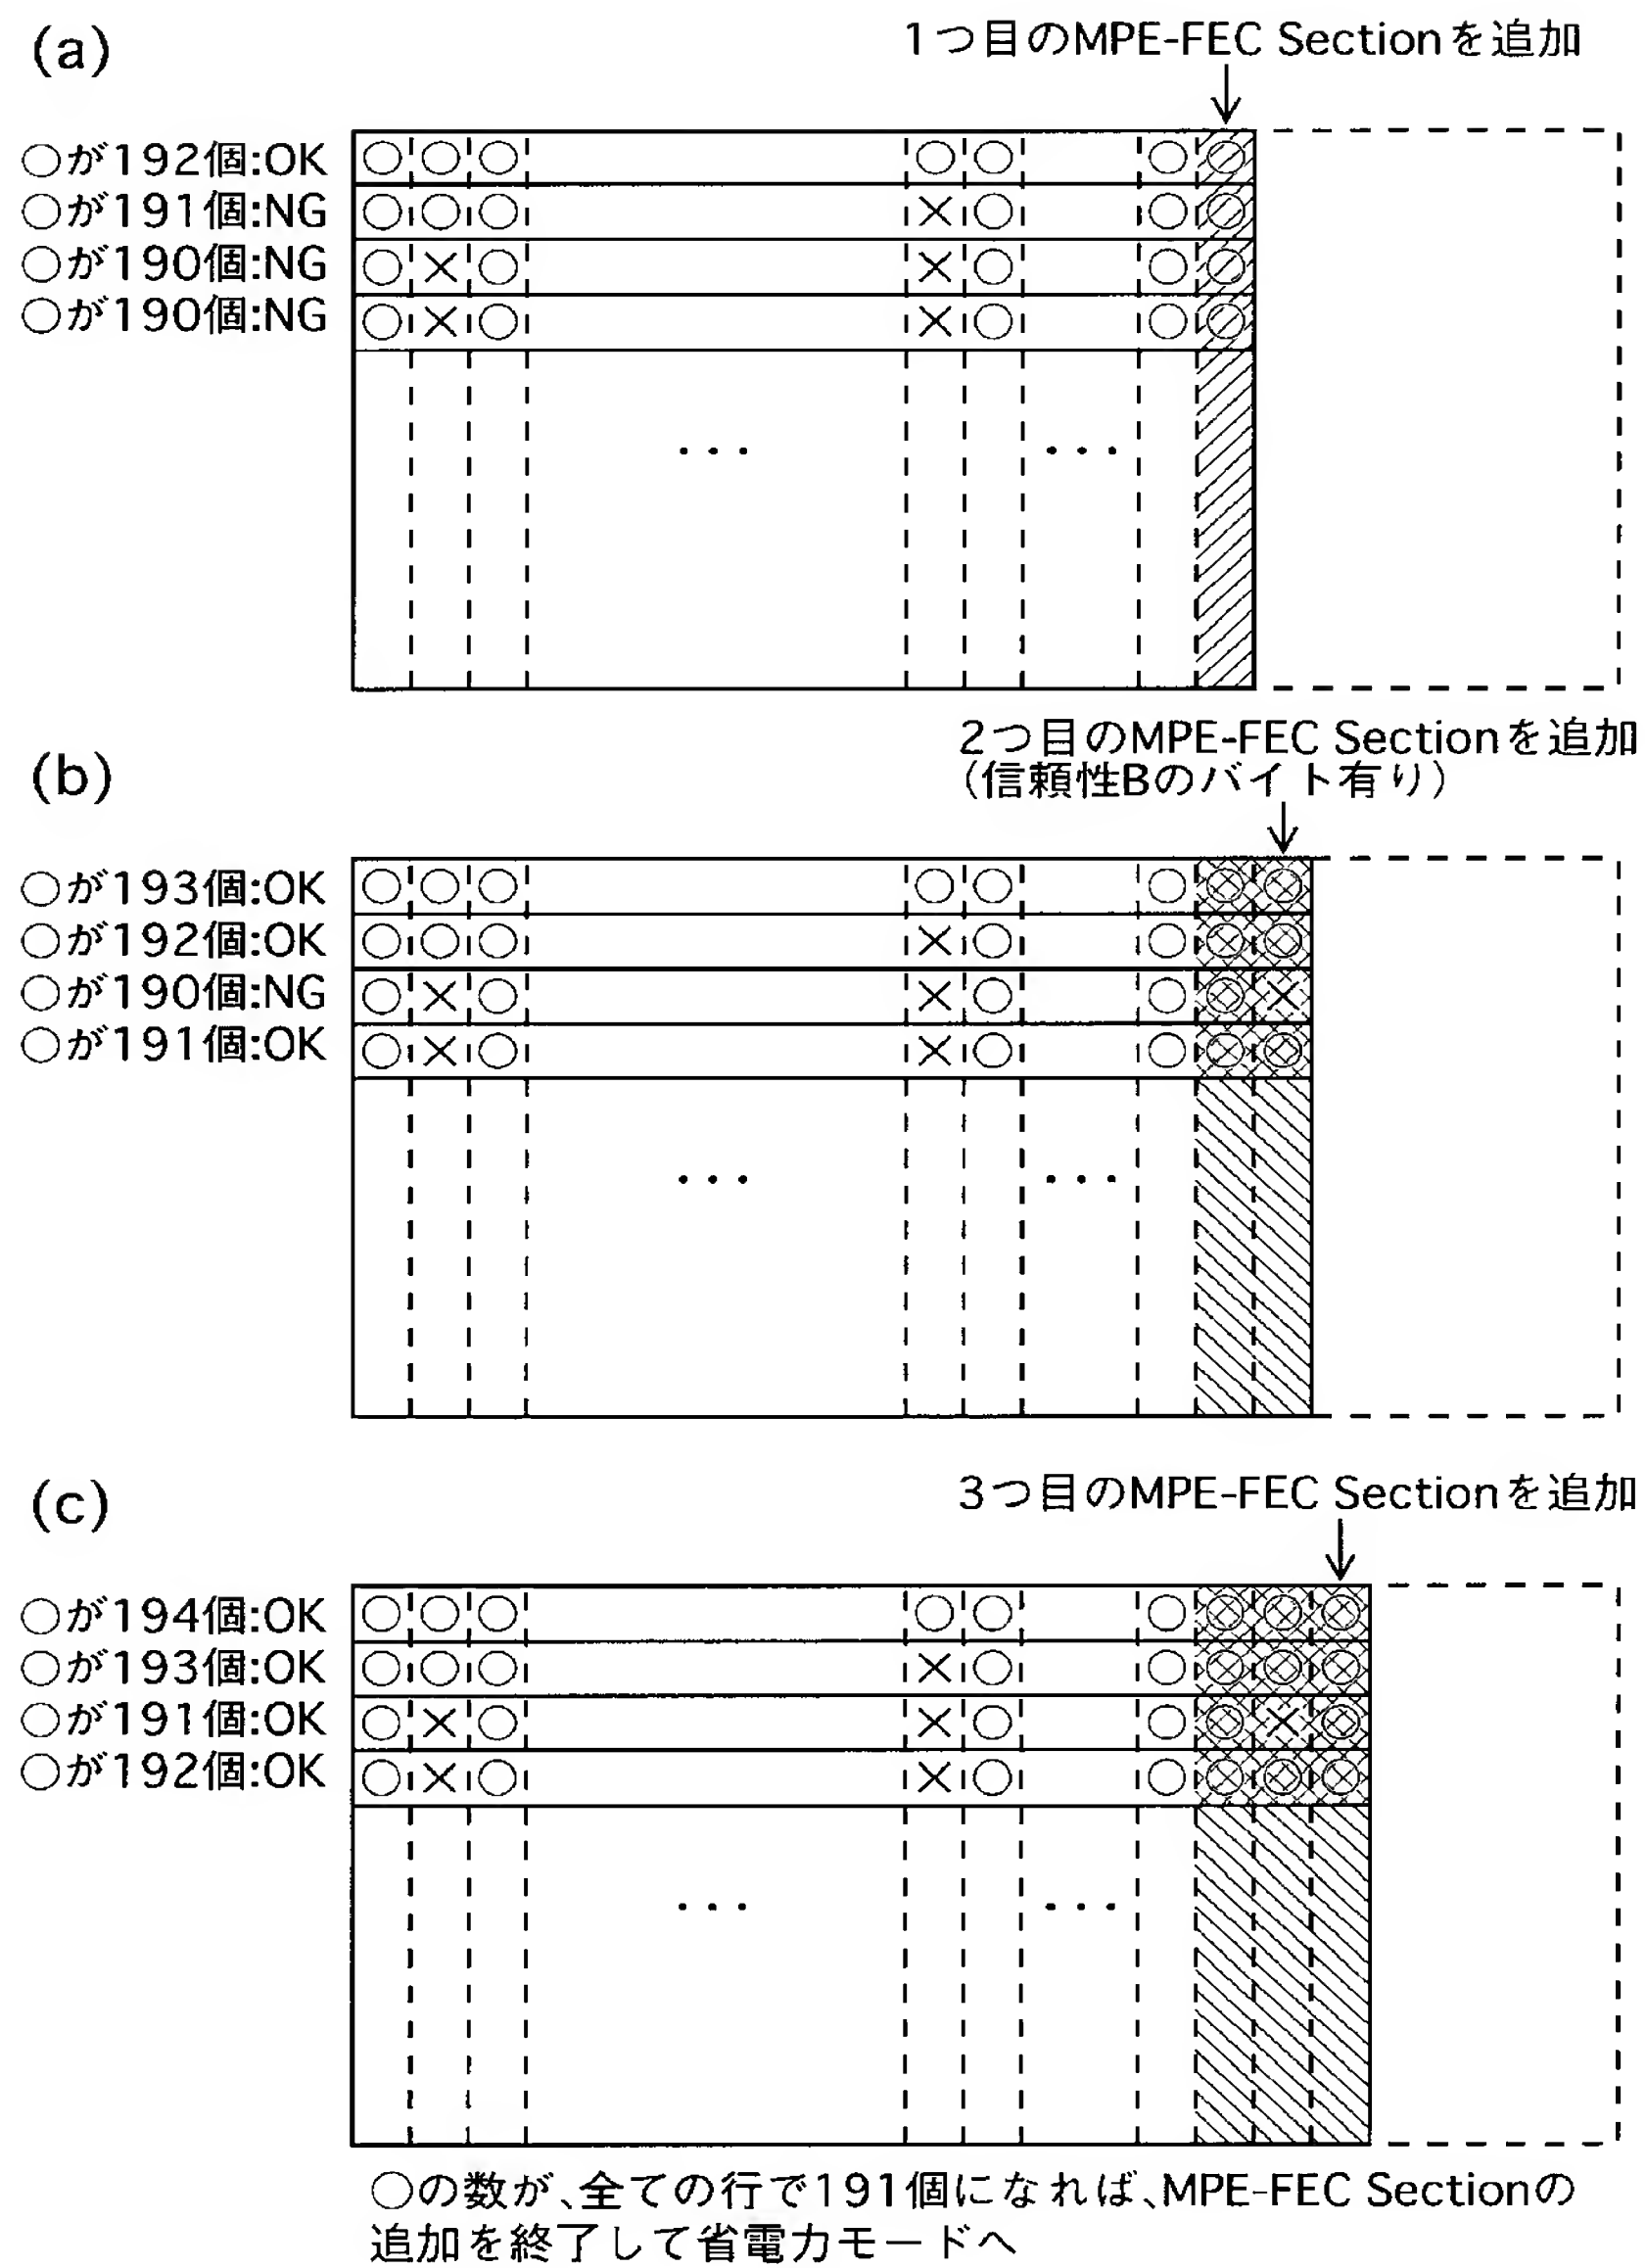 (a)
1つ目のMPE-FEC Sectionを追加
○が192個:OK
○が191個:NG
○が190個:NG
○が190個:NG
(b)
2つ目のMPE-FEC Sectionを追加
(信頼性Bのバイト有り)
○が193個:OK
○が192個:OK
○が190個:NG
○が191個:OK
(c)
3つ目のMPE-FEC Sectionを追加
○が194個:OK
○が193個:OK
○が191個:OK
○が192個:OK
○の数が、全ての行で191個になれば、MPE-FEC Sectionの
追加を終了して省電力モードへ